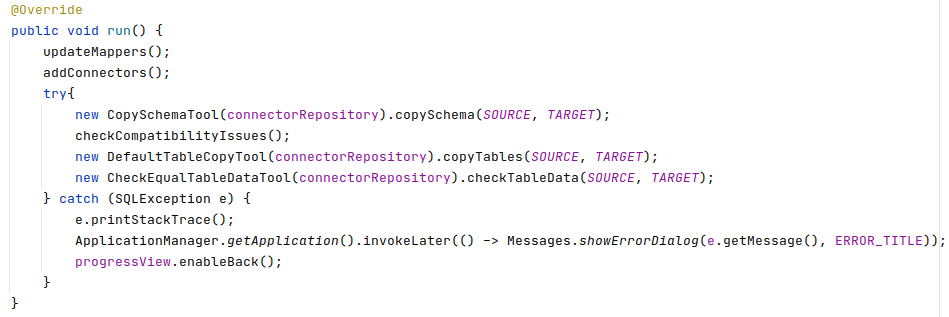 @Override
public void run() {
    updateMappers();
    addConnectors();
    try{
        new CopySchemaTool(connectorRepository).copySchema(SOURCE, TARGET);
        checkCompatibilityIssues();
        new DefaultTableCopyTool(connectorRepository).copyTables(SOURCE, TARGET);
        new CheckEqualTableDataTool(connectorRepository).checkTableData(SOURCE, TARGET);
    } catch (SQLException e) {
        e.printStackTrace();
        ApplicationManager.getApplication().invokeLater(() -> Messages.showErrorDialog(e.getMessage(), ERROR_TITLE));
        progressView.enableBack();
    }
}